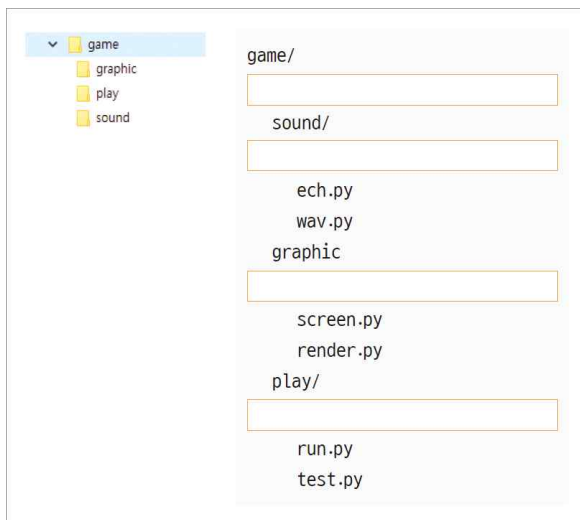 game
graphic
play
sound
game/
sound/
ech.py
wav.py
graphic
screen.py
render.py
play/
run.py
test.py